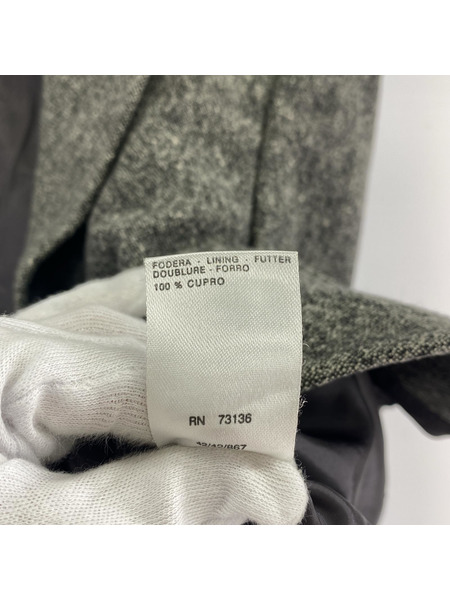 FODERA - LINING - FUTTER
DOUBLURE - FORRO
100 % CUPRO
RN 73136